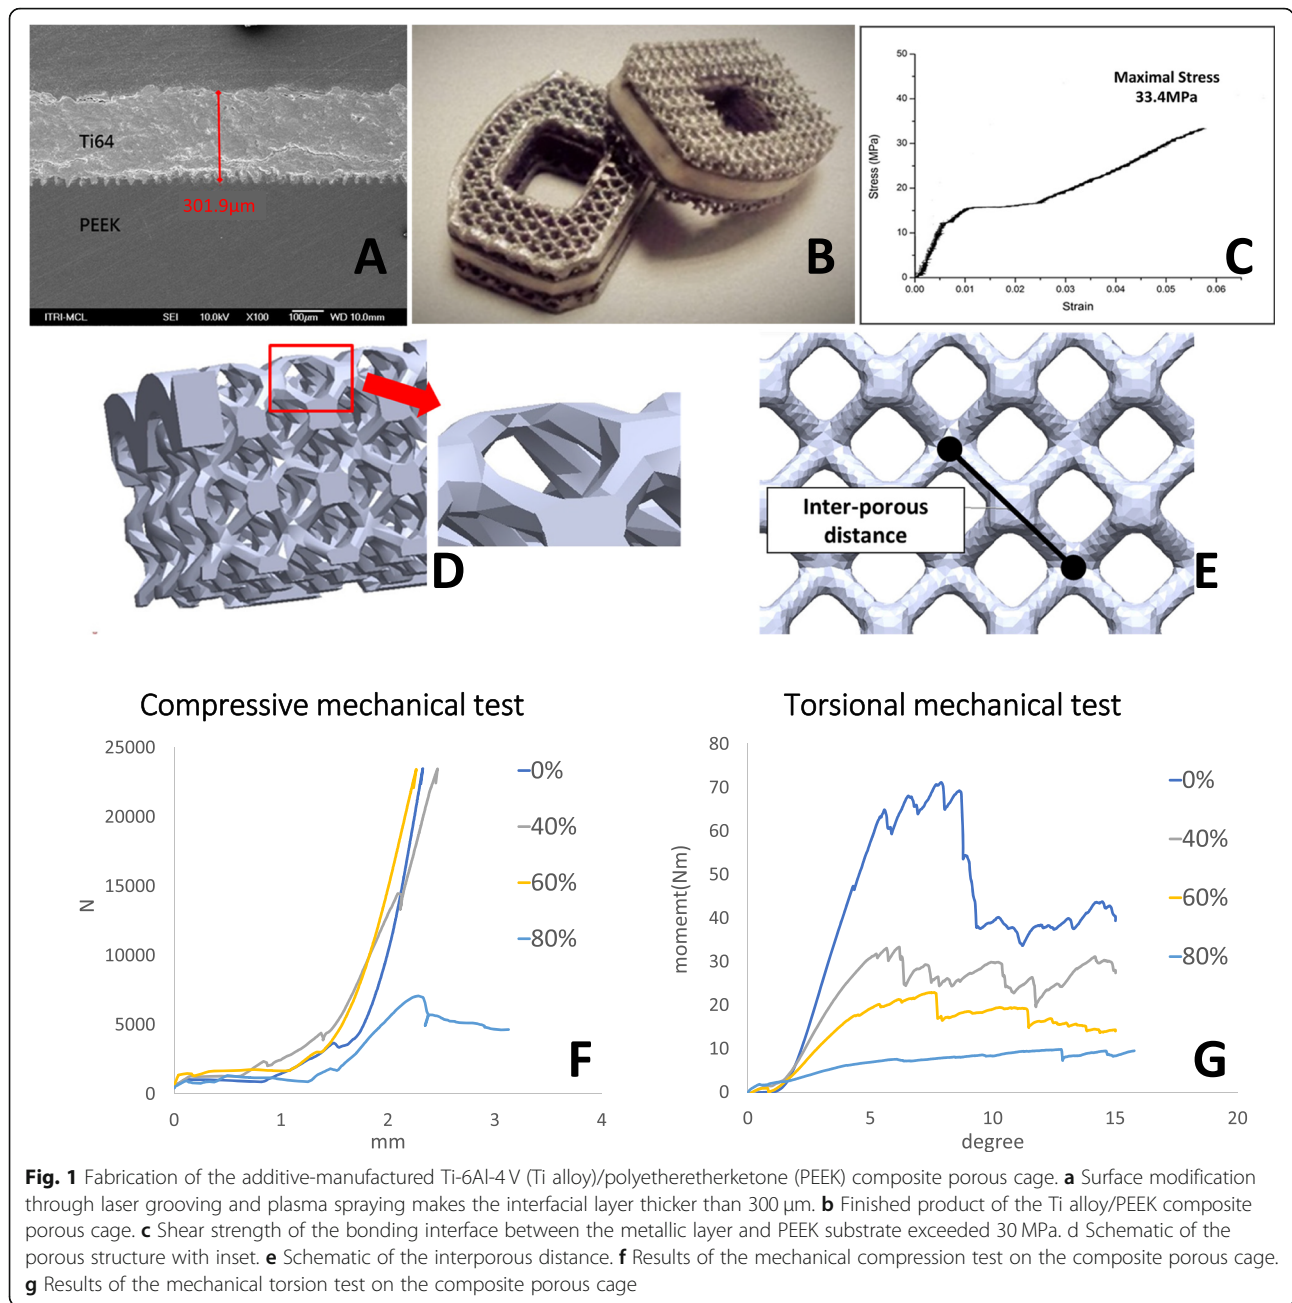 Ti64
301.9µm
PEEK
A
ITRI-MCL SEI 10.0kV X100 100µm WD 10.0mm
B
50
40
30
20
10
0
Stress (MPa)
Maximal Stress
33.4MPa
C
0.00 0.01 0.02 0.03 0.04 0.05 0.06
Strain
D
Inter-porous
distance
E
Compressive mechanical test
25000
20000
15000
10000
5000
0
N
0%
40%
60%
80%
F
0 1 2 3 4
mm
Torsional mechanical test
80
70
60
50
40
30
20
10
0
momemt(Nm)
0%
40%
60%
80%
G
0 5 10 15 20
degree
Fig. 1 Fabrication of the additive-manufactured Ti-6Al-4 V (Ti alloy)/polyetheretherketone (PEEK) composite porous cage. a Surface modification
through laser grooving and plasma spraying makes the interfacial layer thicker than 300 µm. b Finished product of the Ti alloy/PEEK composite
porous cage. c Shear strength of the bonding interface between the metallic layer and PEEK substrate exceeded 30 MPa. d Schematic of the
porous structure with inset. e Schematic of the interporous distance. f Results of the mechanical compression test on the composite porous cage.
g Results of the mechanical torsion test on the composite porous cage